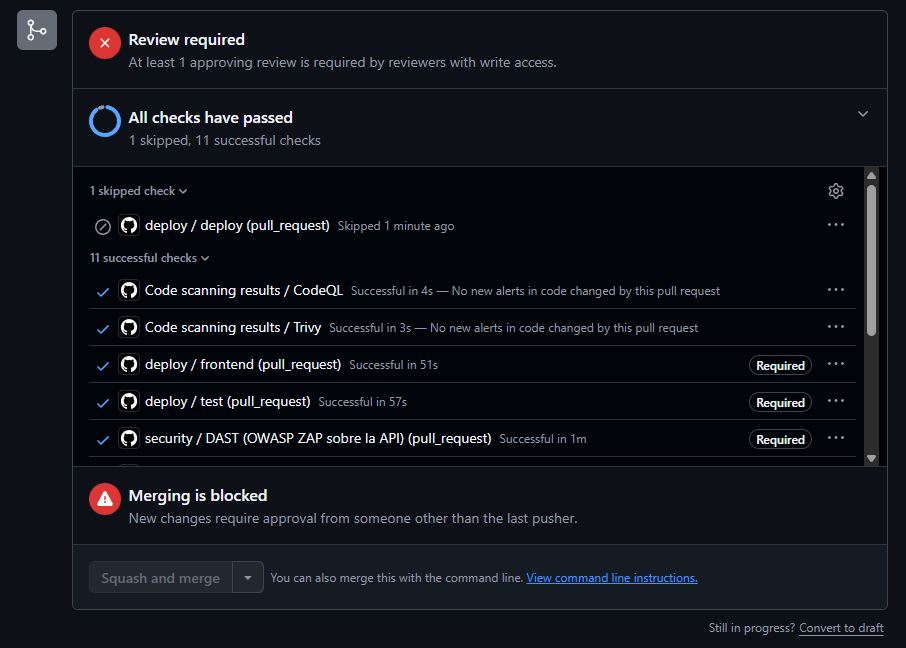 Review required
At least 1 approving review is required by reviewers with write access.
All checks have passed
1 skipped, 11 successful checks
1 skipped check
deploy / deploy (pull_request) Skipped 1 minute ago
11 successful checks
Code scanning results / CodeQL Successful in 4s — No new alerts in code changed by this pull request
Code scanning results / Trivy Successful in 3s — No new alerts in code changed by this pull request
deploy / frontend (pull_request) Successful in 51s Required
deploy / test (pull_request) Successful in 57s Required
security / DAST (OWASP ZAP sobre la API) (pull_request) Successful in 1m Required
Merging is blocked
New changes require approval from someone other than the last pusher.
Squash and merge You can also merge this with the command line. View command line instructions.
Still in progress? Convert to draft